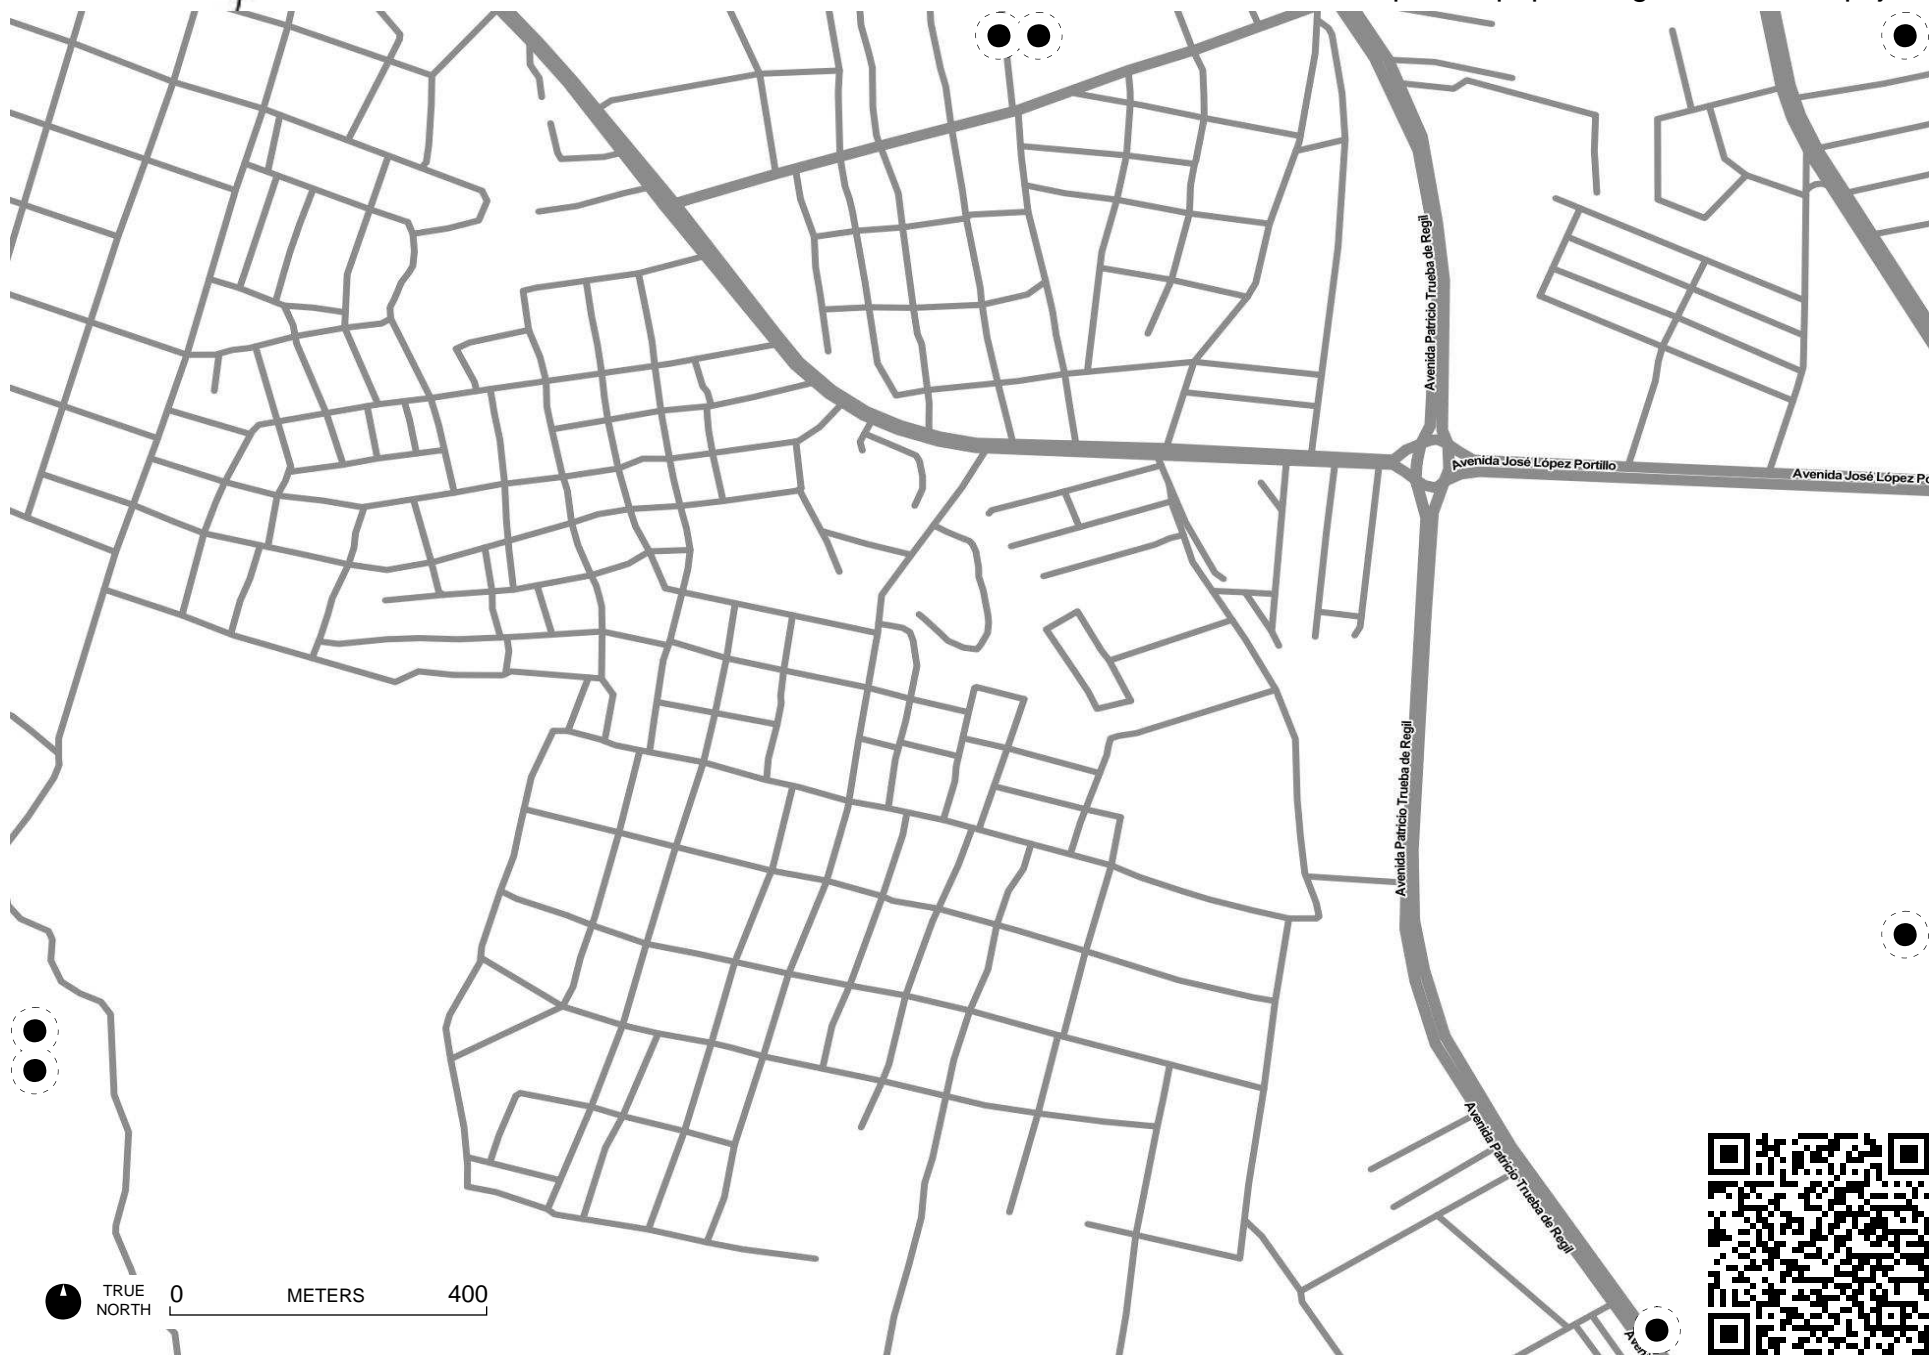 Avenida Patricio Trueba de Regil
Avenida José López Portillo
Avenida José López Po
Avenida Patricio Trueba de Regil
Avenida Patricio Trueba de Regil
TRUE
NORTH
0 METERS 400